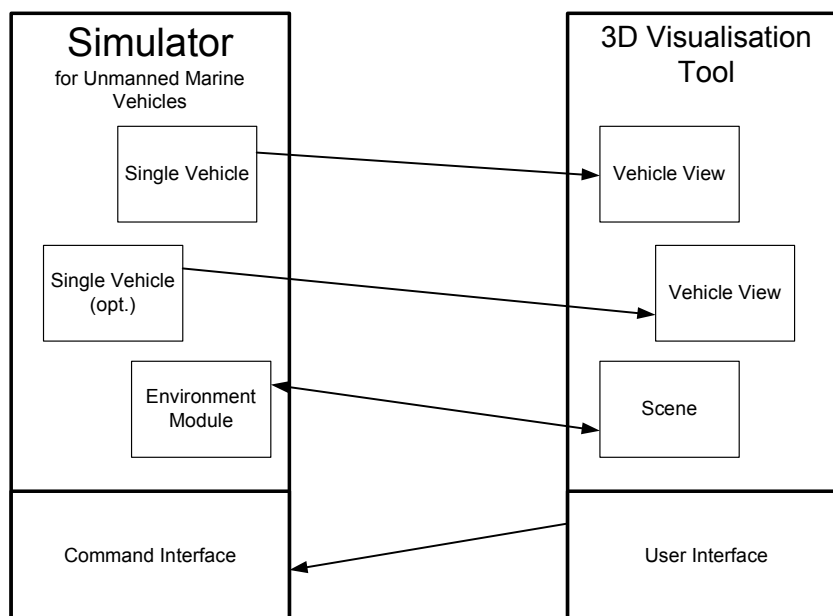 Simulator
for Unmanned Marine
Vehicles
Single Vehicle
Single Vehicle
(opt.)
Environment
Module
Command Interface
3D Visualisation
Tool
Vehicle View
Vehicle View
Scene
User Interface